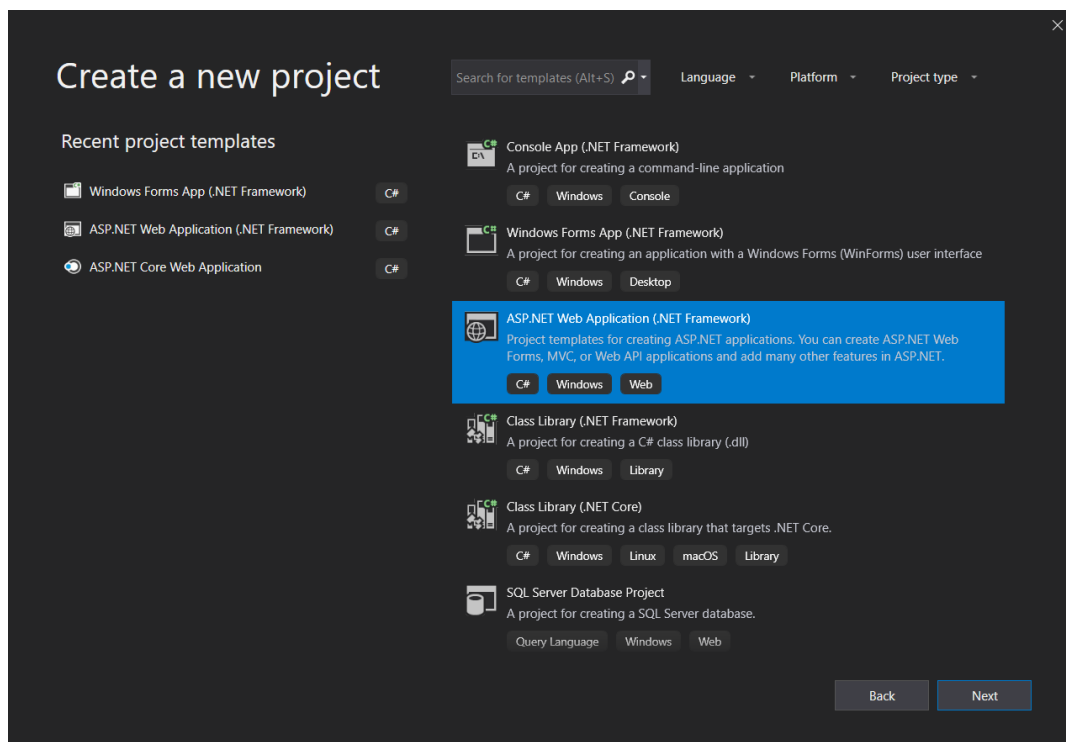 Create a new project
Search for templates (Alt+S)
Language
Platform
Project type
Recent project templates
Windows Forms App (.NET Framework)
C#
ASP.NET Web Application (.NET Framework)
C#
ASP.NET Core Web Application
C#
C#
C:\
Console App (.NET Framework)
A project for creating a command-line application
C# Windows Console
C#
Windows Forms App (.NET Framework)
A project for creating an application with a Windows Forms (WinForms) user interface
C# Windows Desktop
ASP.NET Web Application (.NET Framework)
Project templates for creating ASP.NET applications. You can create ASP.NET Web
Forms, MVC, or Web API applications and add many other features in ASP.NET.
C# Windows Web
C#
Class Library (.NET Framework)
A project for creating a C# class library (.dll)
C# Windows Library
C#
Class Library (.NET Core)
A project for creating a class library that targets .NET Core.
C# Windows Linux macOS Library
SQL Server Database Project
A project for creating a SQL Server database.
Query Language Windows Web
Back
Next